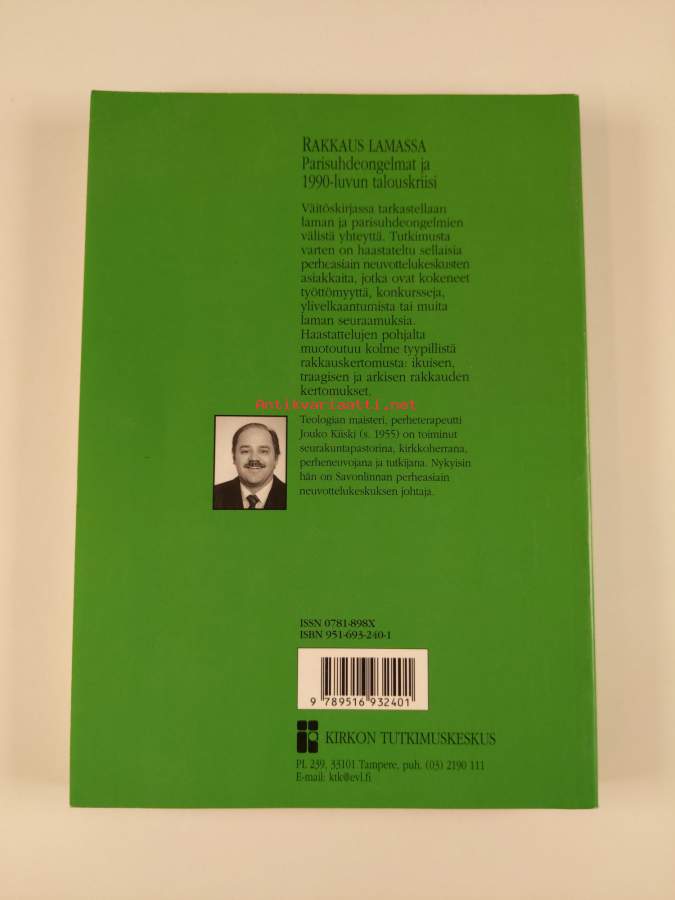 RAKKAUS LAMASSA
Parisuhdeongelmat ja
1990-luvun talouskriisi
Väitöskirjassa tarkastellaan
laman ja parisuhdeongelmien
välistä yhteyttä. Tutkimusta
varten on haastateltu sellaisia
perheasiain neuvottelukeskusten
asiakkaita, jotka ovat kokeneet
työttömyyttä, konkursseja,
ylivelkaantumista tai muita
laman seuraamuksia.
Haastattelujen pohjalta
muotoutuu kolme tyypillistä
rakkauskertomusta: ikuisen,
traagisen ja arkisen rakkauden
kertomukset.
Antikvariaatti.net
Teologian maisteri, perheterapeutti
Jouko Kiiski (s. 1955) on toiminut
seurakuntapastorina, kirkkoherrana,
perheneuvojana ja tutkijana. Nykyisin
hän on Savonlinnan perheasiain
neuvottelukeskuksen johtaja.
ISSN 0781-898X
ISBN 951-693-240-1
9 789516 932401
KIRKON TUTKIMUSKESKUS
PL 239, 33101 Tampere, puh. (03) 2190 111
E-mail: ktk@evl.fi